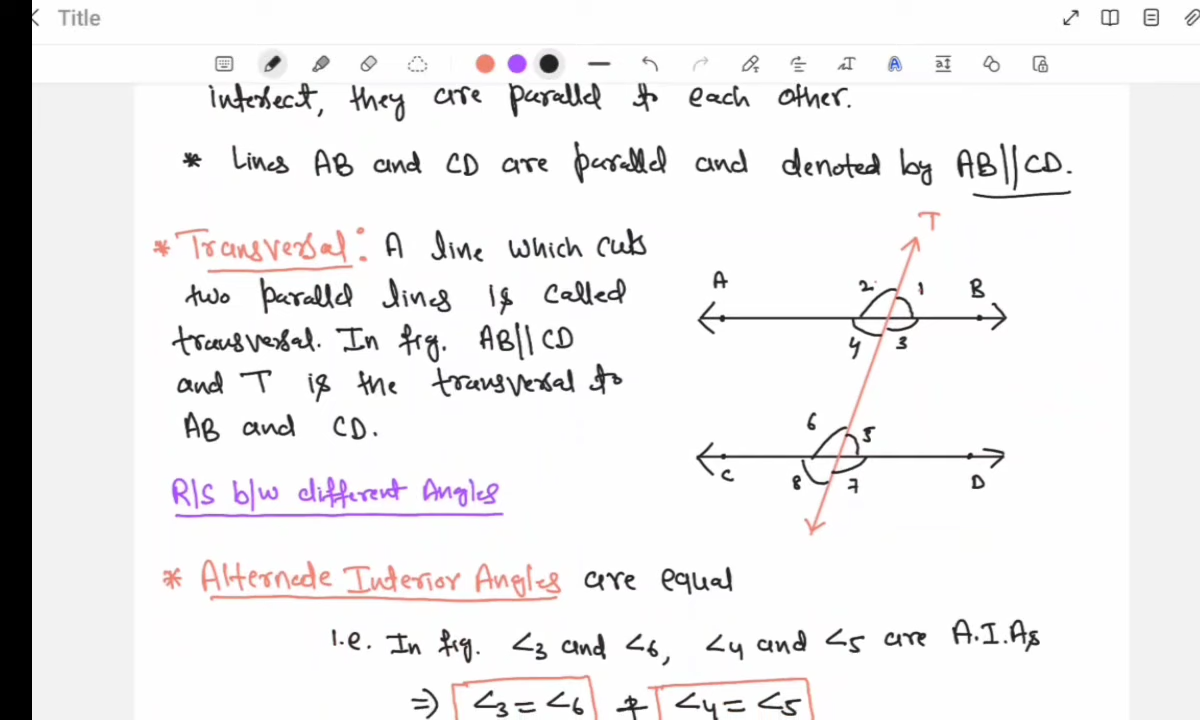 Title
intersect, they are parallel to each other.
* Lines AB and CD are parallel and denoted by AB||CD.
* Transversal: A line which cuts
two parallel lines is called
transversal. In fig. AB||CD
and T is the transversal to
AB and CD.
T
A
2
1
B
4
3
6
5
C
8
7
D
R/S b/w different Angles
* Alternade Interior Angles are equal
i.e. In fig. ∠3 and ∠6, ∠4 and ∠5 are A.I.As
⇒ ∠3 = ∠6 + ∠4 = ∠5